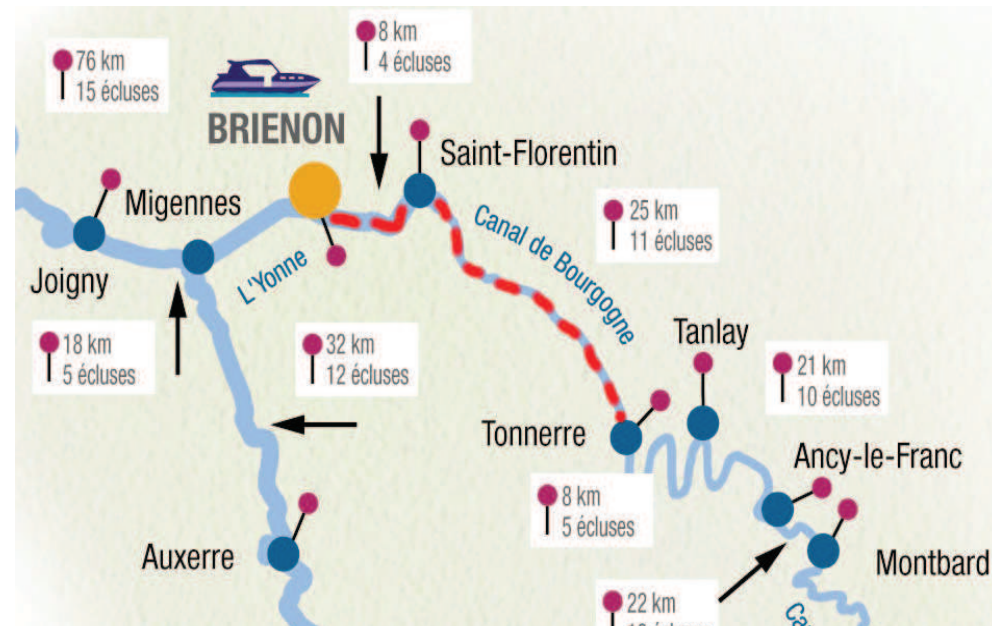 8 km
4 écluses
76 km
15 écluses
BRIENON
Saint-Florentin
Migennes
25 km
11 écluses
Canal de Bourgogne
L'Yonne
Joigny
Tanlay
18 km
5 écluses
32 km
12 écluses
21 km
10 écluses
Tonnerre
Ancy-le-Franc
8 km
5 écluses
Auxerre
Montbard
22 km